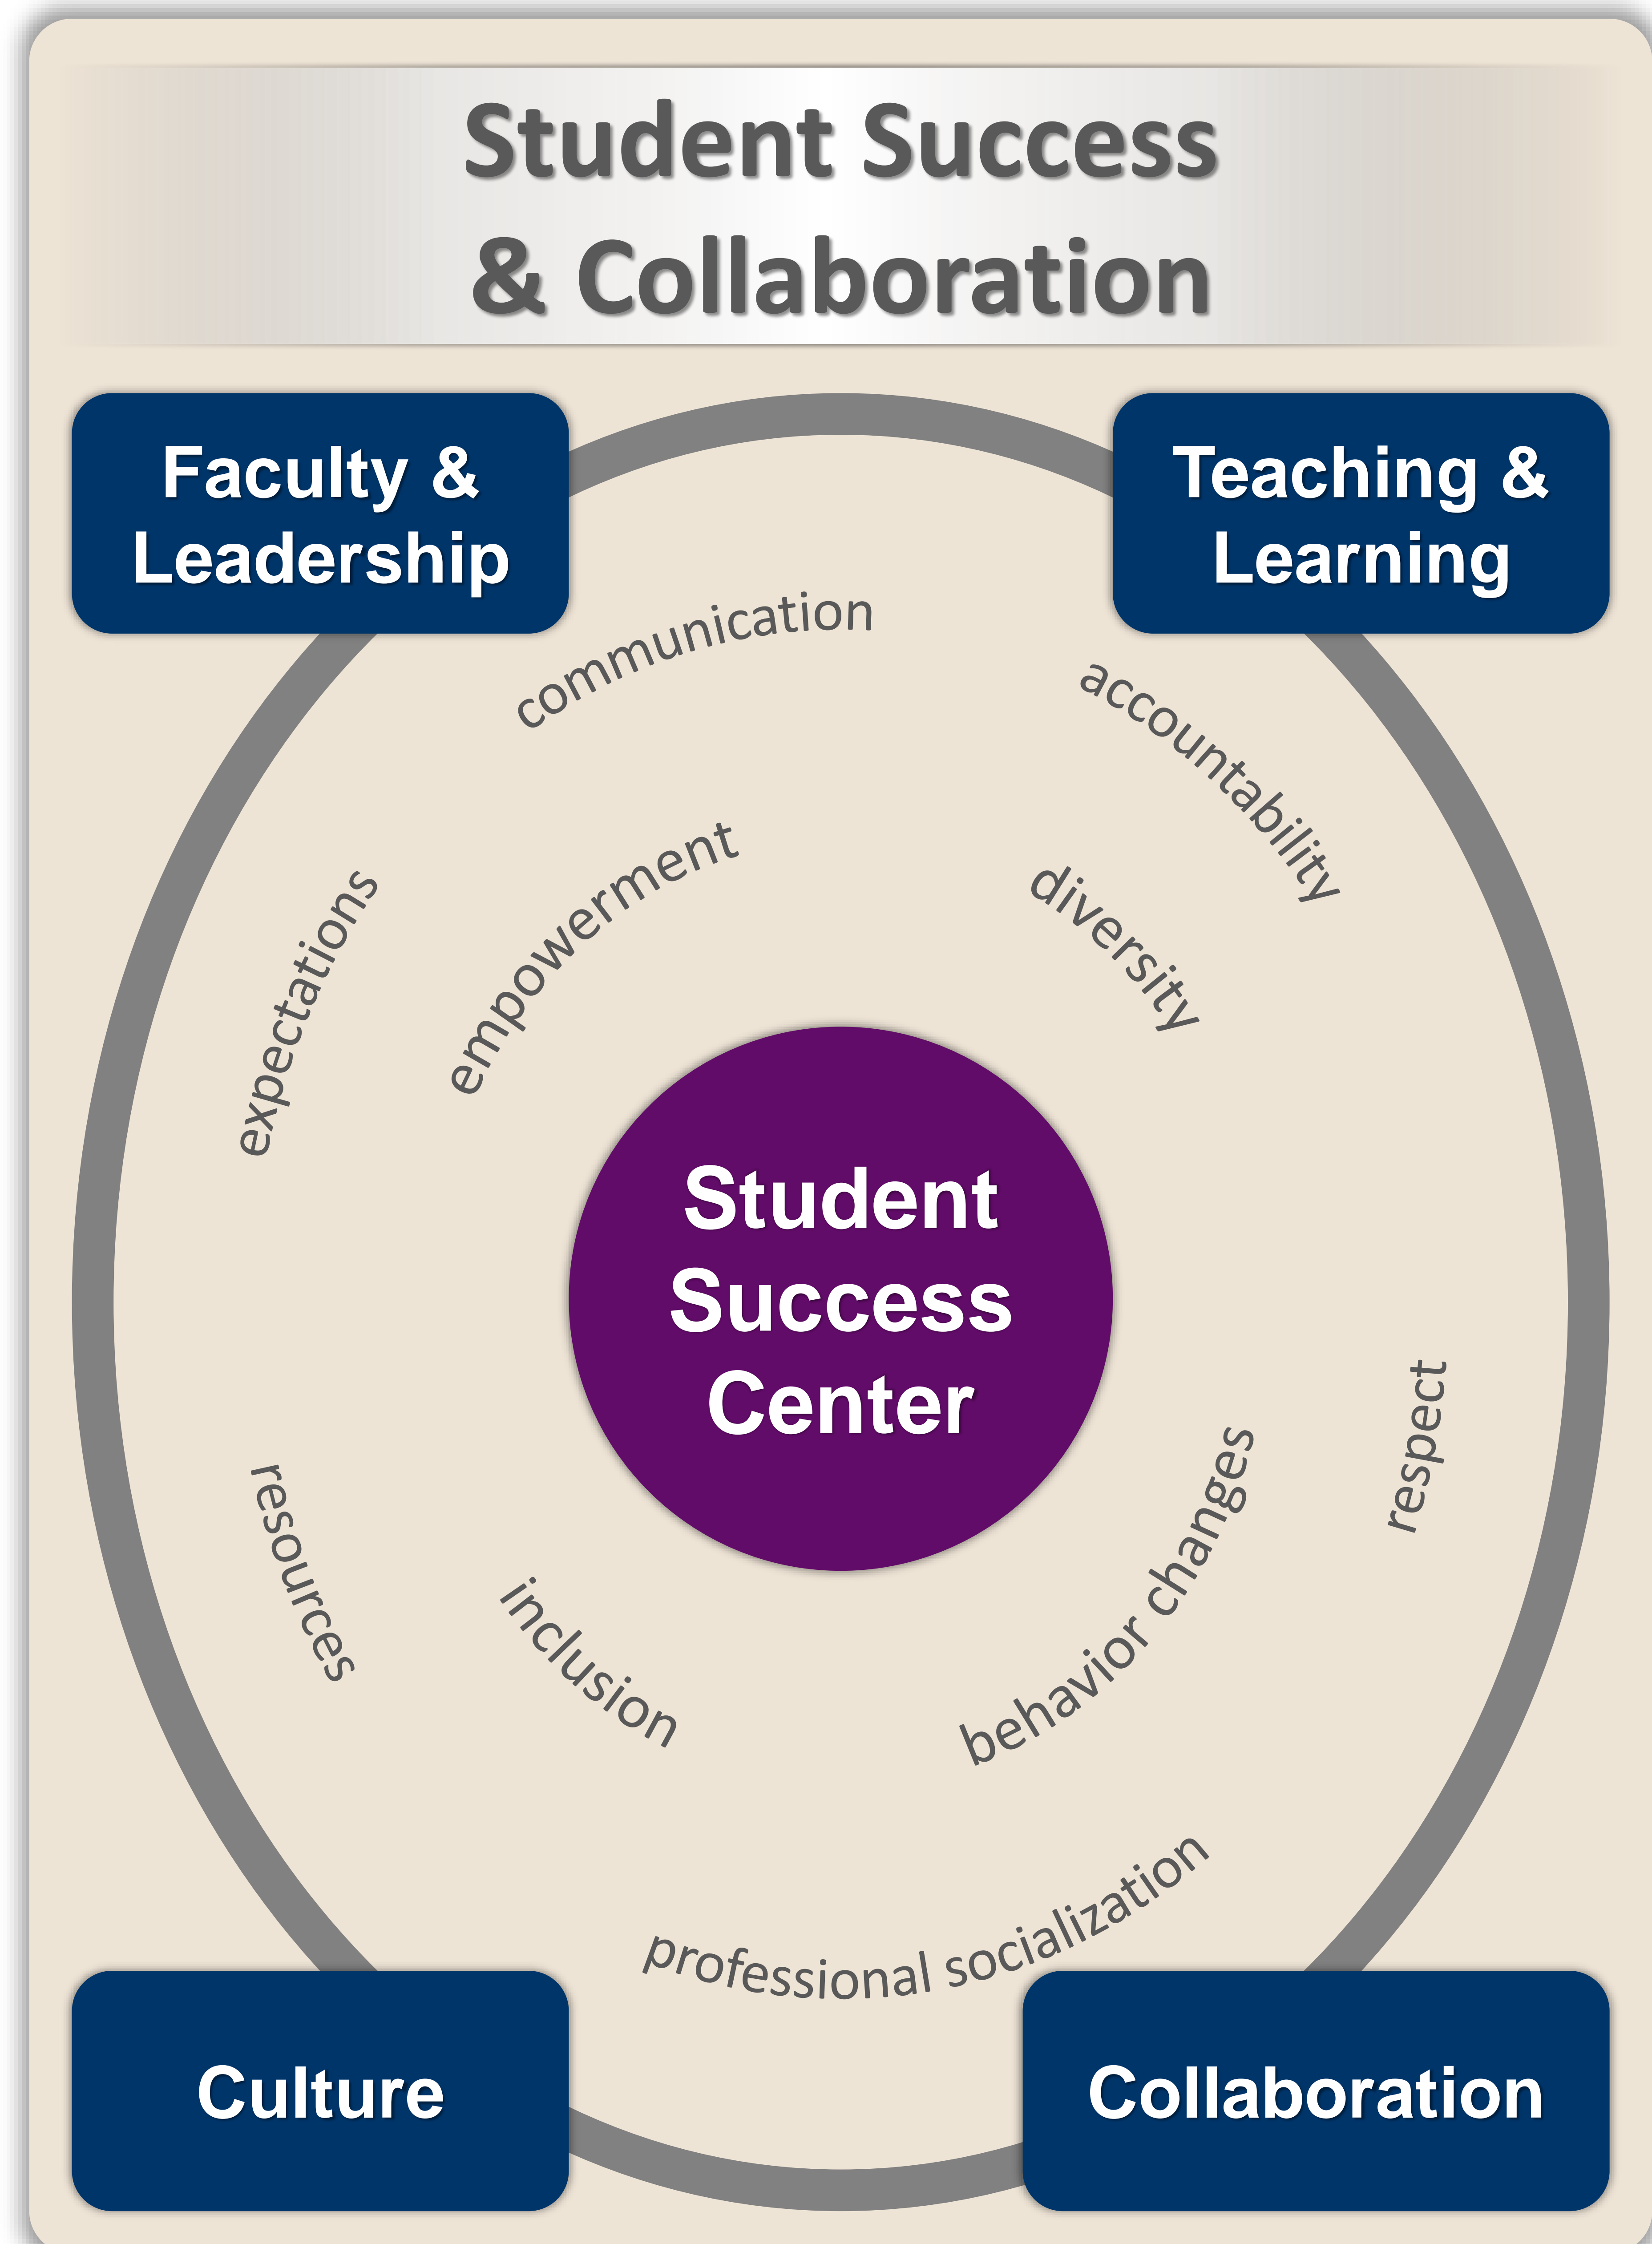 Student Success
& Collaboration
Faculty &
Leadership
Teaching &
Learning
communication
accountability
empowerment
diversity
expectations
Student
Success
Center
respect
behavior changes
resources
inclusion
professional socialization
Culture
Collaboration